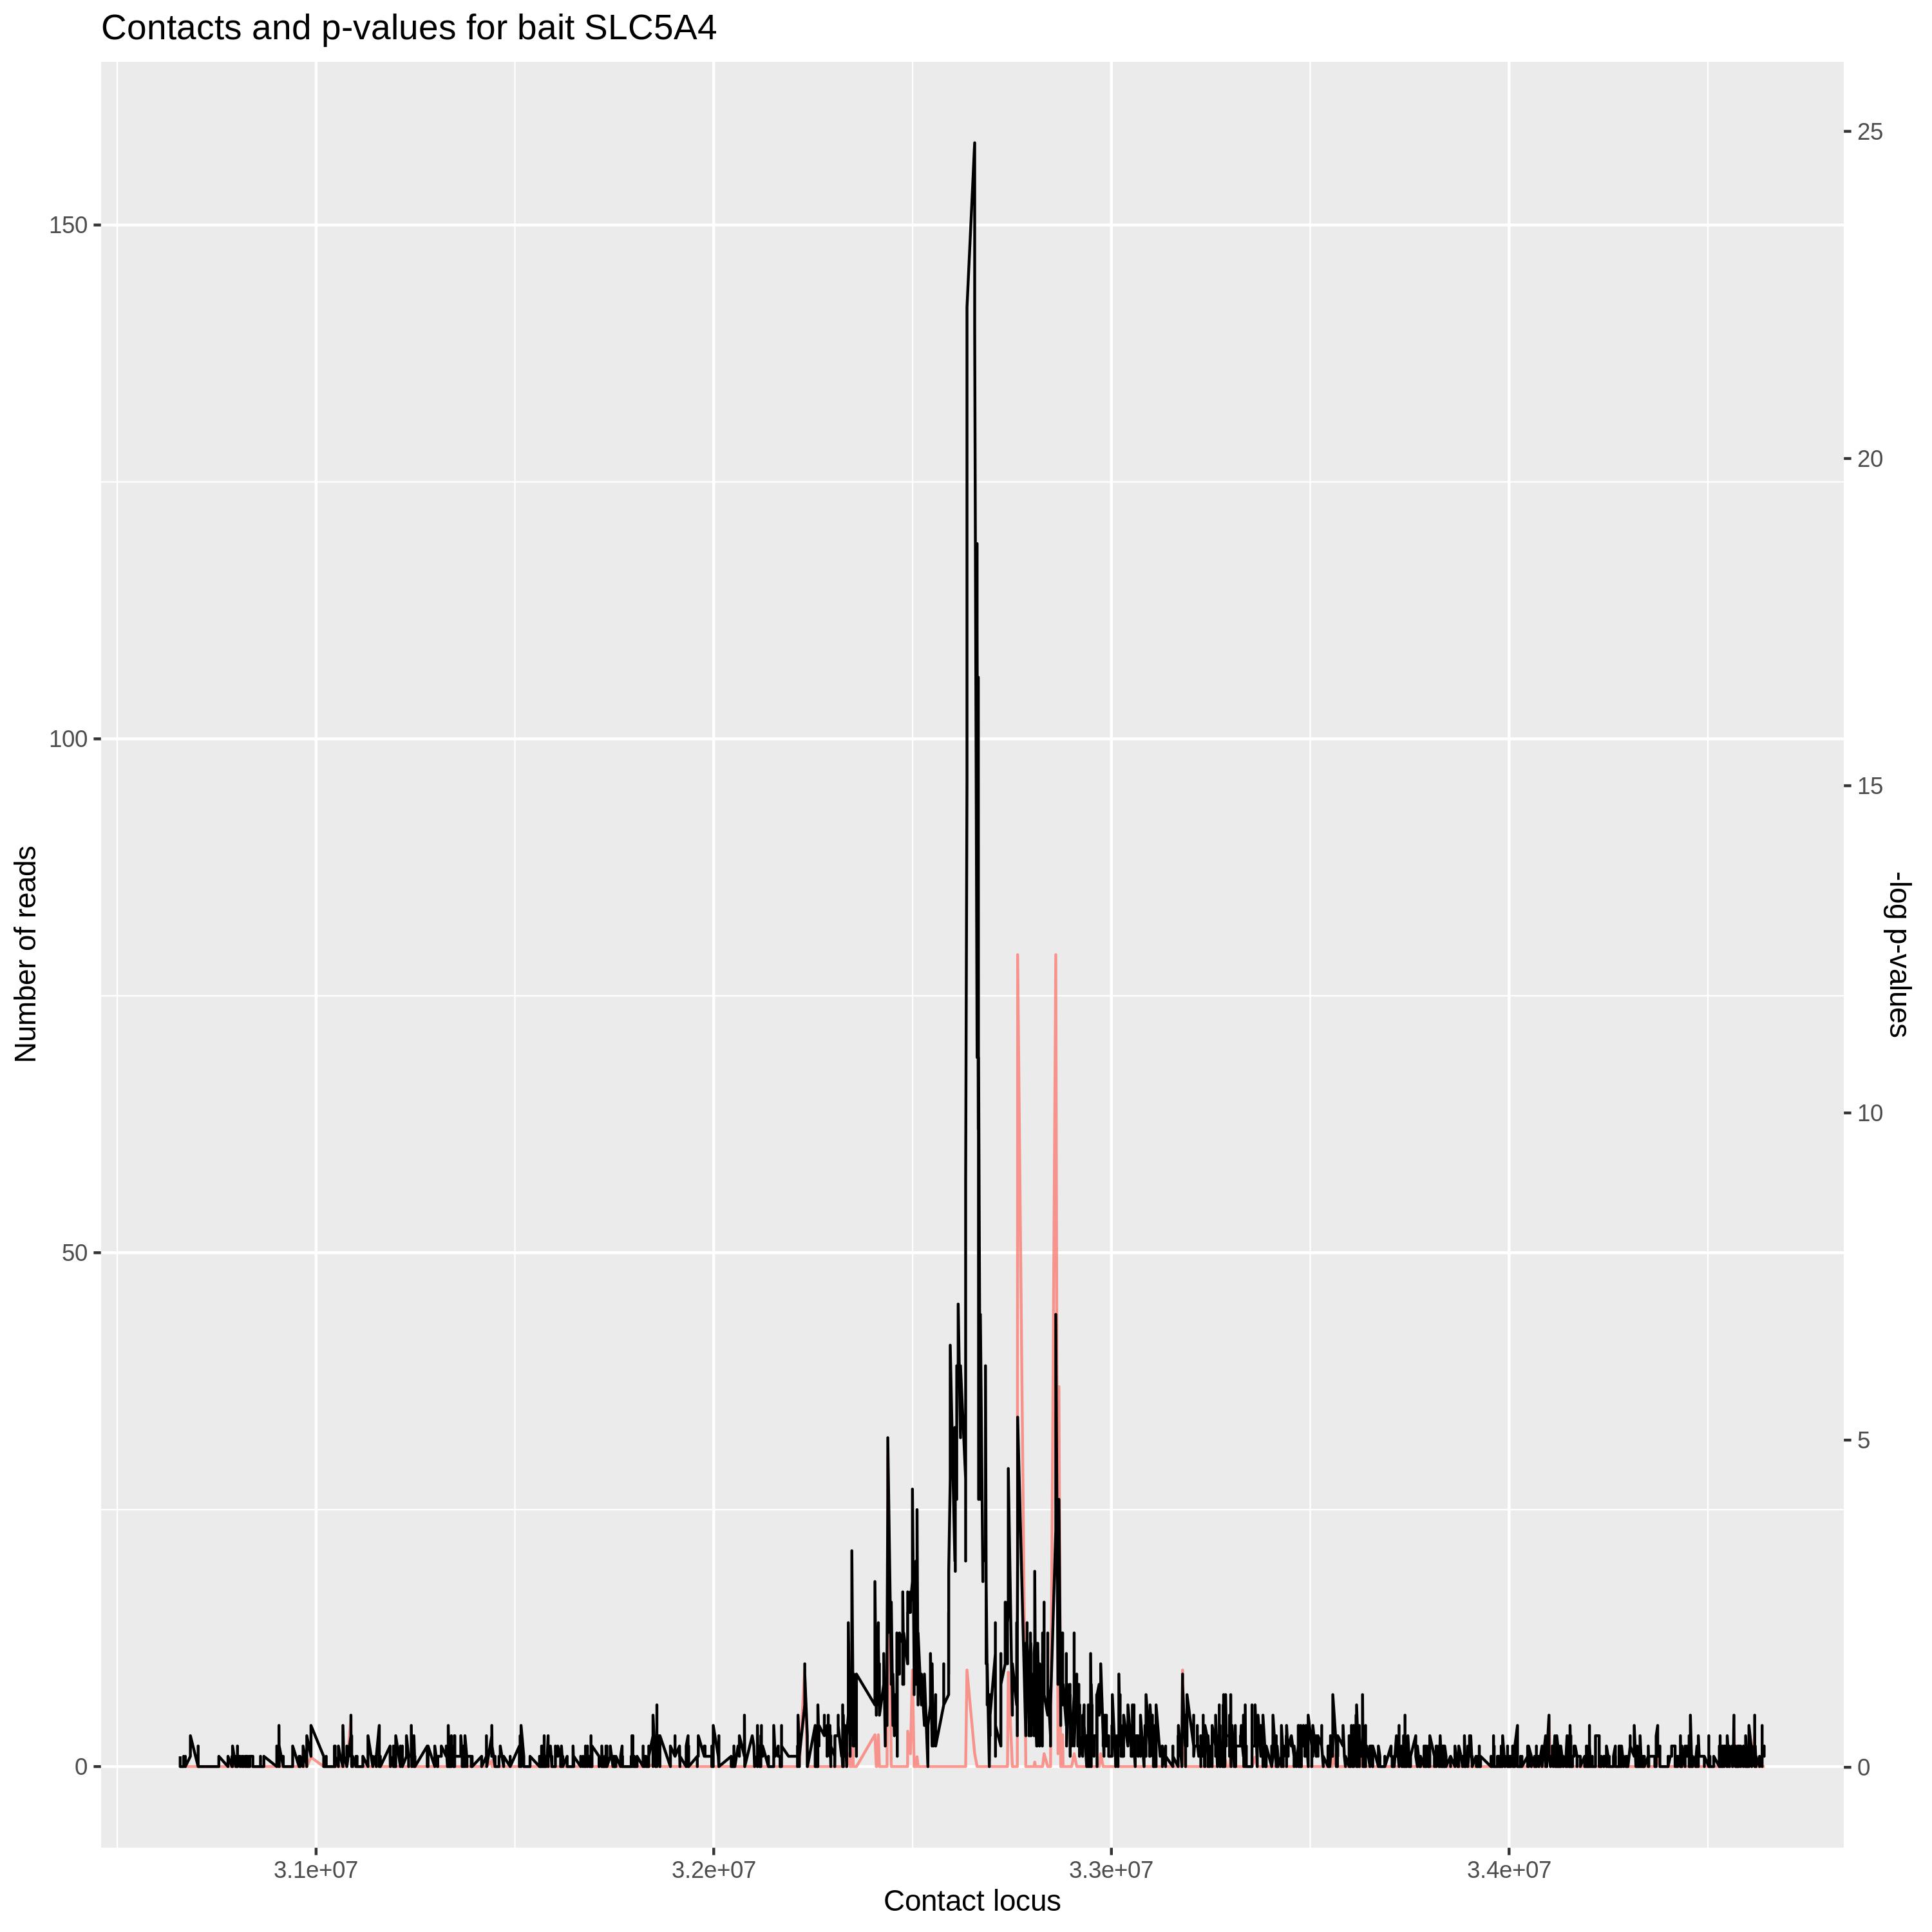 Contacts and p-values for bait SLC5A4
150
100
50
0
Number of reads
25
20
15
10
5
0
-log p-values
3.1e+07
3.2e+07
3.3e+07
3.4e+07
Contact locus